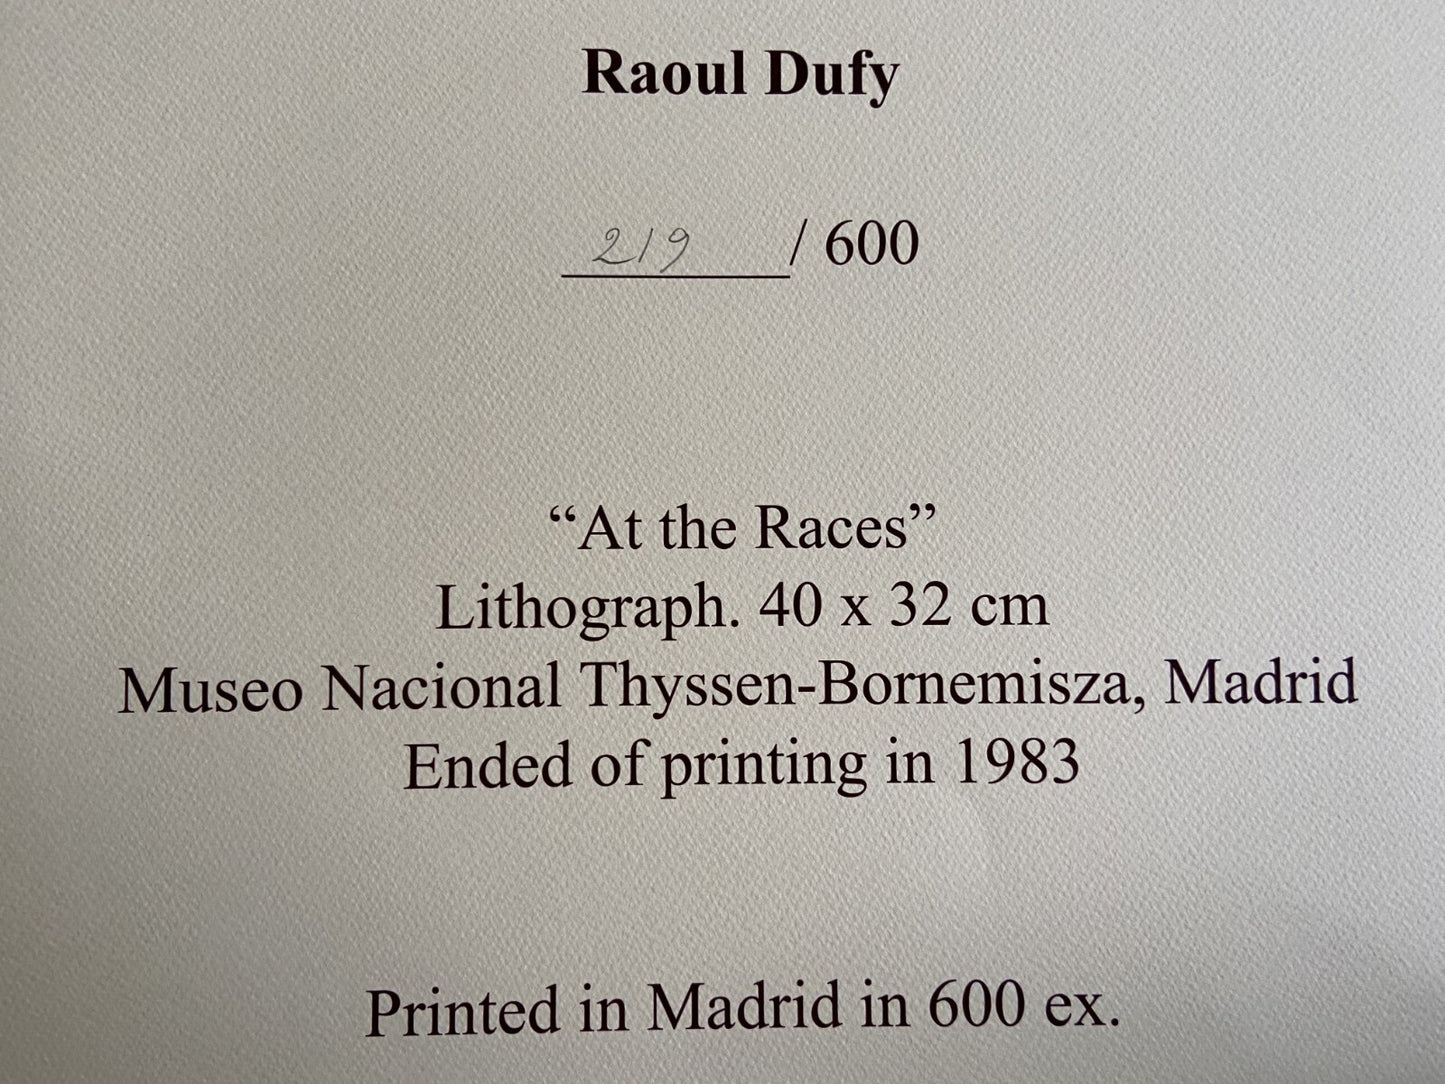 Raoul Dufy
219 / 600
“At the Races”
Lithograph. 40 x 32 cm
Museo Nacional Thyssen-Bornemisza, Madrid
Ended of printing in 1983
Printed in Madrid in 600 ex.